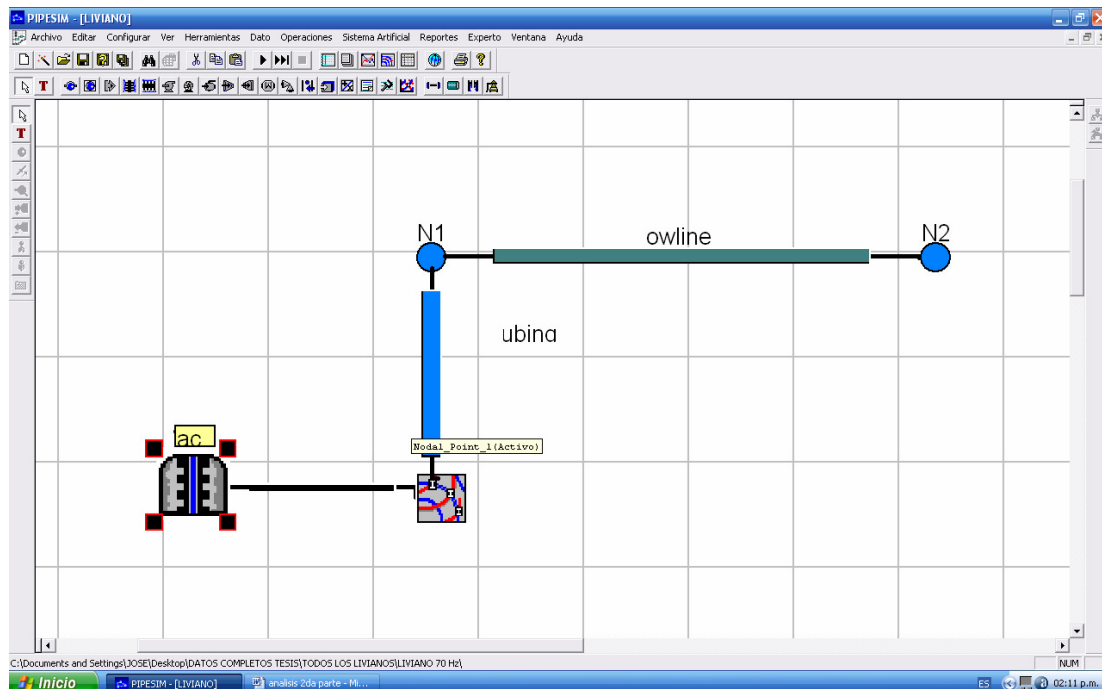 PIPESIM - [LIVIANO]
Archivo Editar Configurar Ver Herramientas Dato Operaciones Sistema Artificial Reportes Experto Ventana Ayuda
T
T
N1
owline
N2
ubing
Nodal_Point_1(Activo)
ac
C:\Documents and Settings\JOSE\Desktop\DATOS COMPLETOS TESIS\TODOS LOS LIVIANOS\LIVIANO 70 Hz\
NUM
Inicio
PIPESIM - [LIVIANO]
analisis 2da parte - Mi...
ES
02:11 p.m.